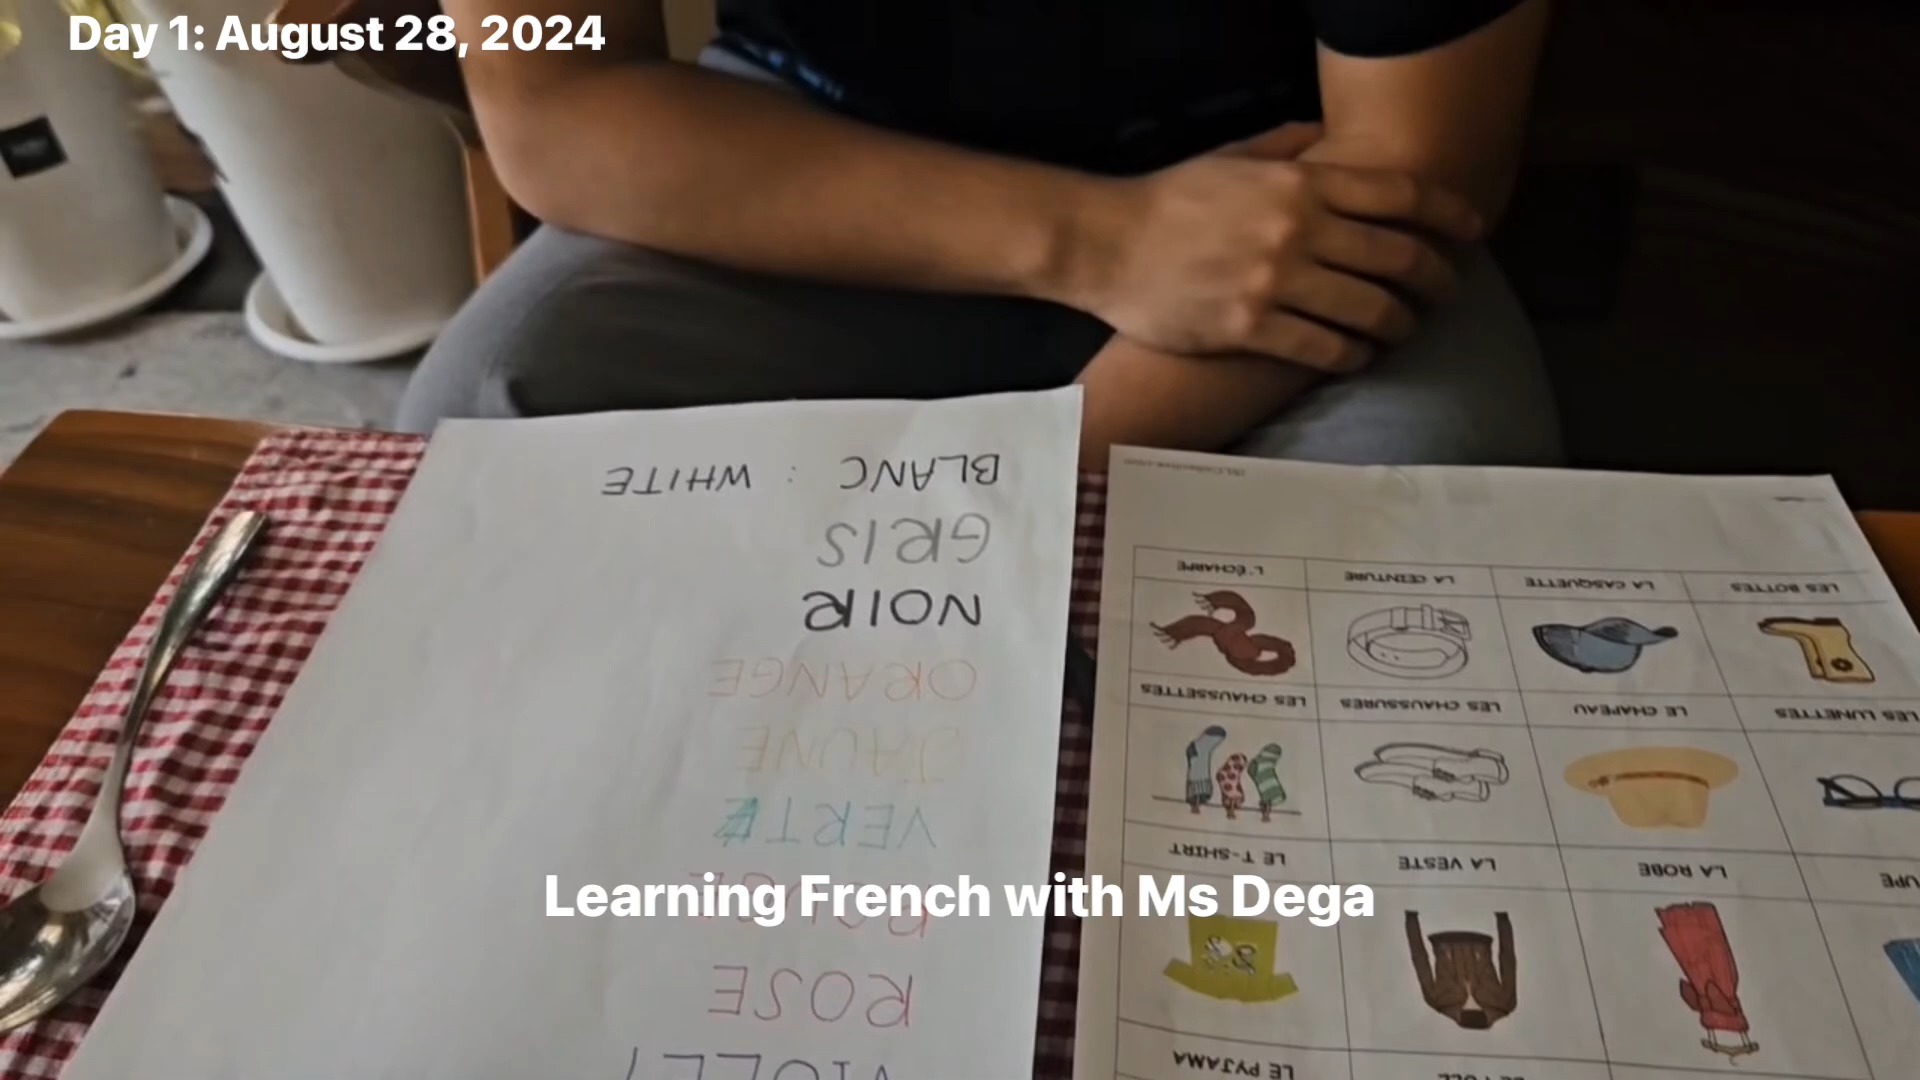 Day 1: August 28, 2024
BLANC : WHITE
GRIS
NOIR
ORANGE
JAUNE
VERTE
ROUGE
ROSE
Learning French with Ms Dega
LES BOTTES LA CASQUETTE LA CEINTURE L'ÉCHARPE
LES LUNETTES LE CHAPEAU LES CHAUSSURES LES CHAUSSETTES
LA ROBE LA VESTE LE T-SHIRT
LE PYJAMA